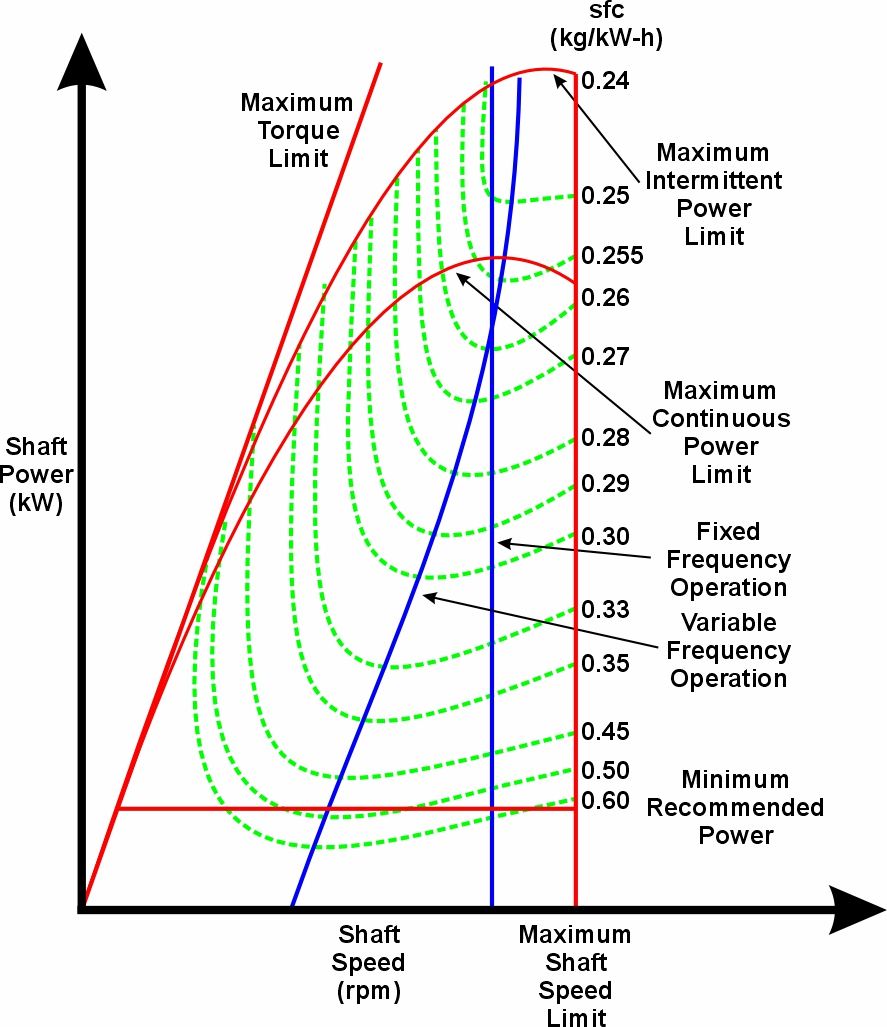 sfc
(kg/kW-h)
0.24
Maximum
Torque
Limit
Maximum
Intermittent
Power
Limit
0.25
0.255
0.26
0.27
Maximum
Continuous
Power
Limit
0.28
Shaft
Power
(kW)
0.29
0.30
Fixed
Frequency
Operation
0.33
Variable
Frequency
Operation
0.35
0.45
0.50
0.60
Minimum
Recommended
Power
Shaft
Speed
(rpm)
Maximum
Shaft
Speed
Limit